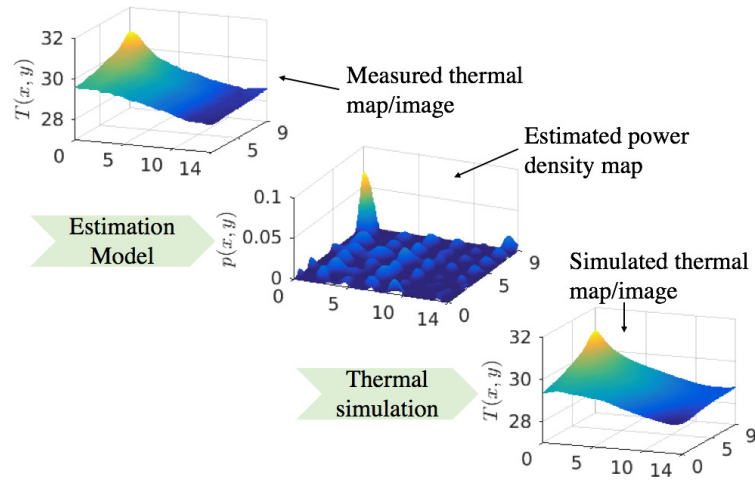 32
30
28
T(x, y)
0
5
10
14
5
9
Measured thermal
map/image
Estimated power
density map
Estimation
Model
0.1
0.05
0
p(x, y)
0
5
10
14
0
5
9
Simulated thermal
map/image
Thermal
simulation
32
30
28
T(x, y)
0
5
10
14
0
5
9